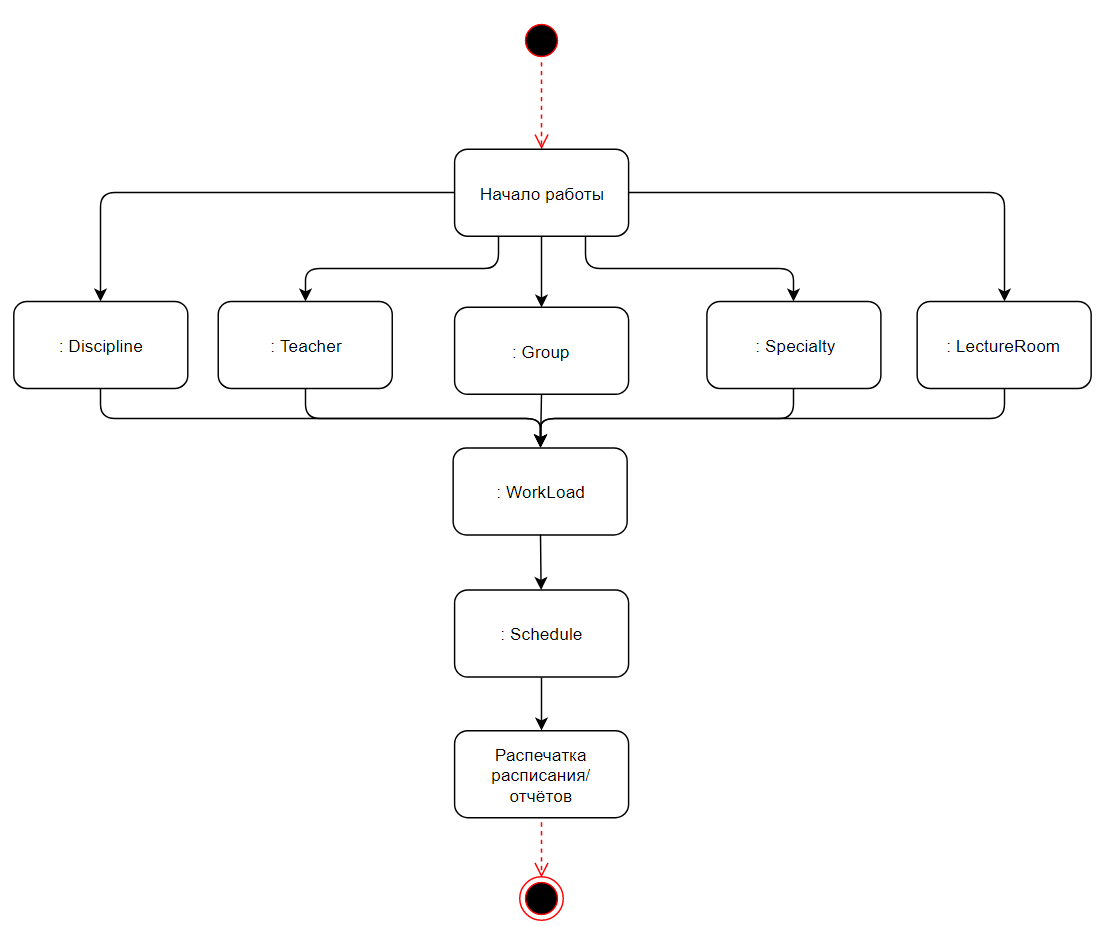 Начало работы
: Discipline
: Teacher
: Group
: Specialty
: LectureRoom
: WorkLoad
: Schedule
Распечатка
расписания/
отчётов